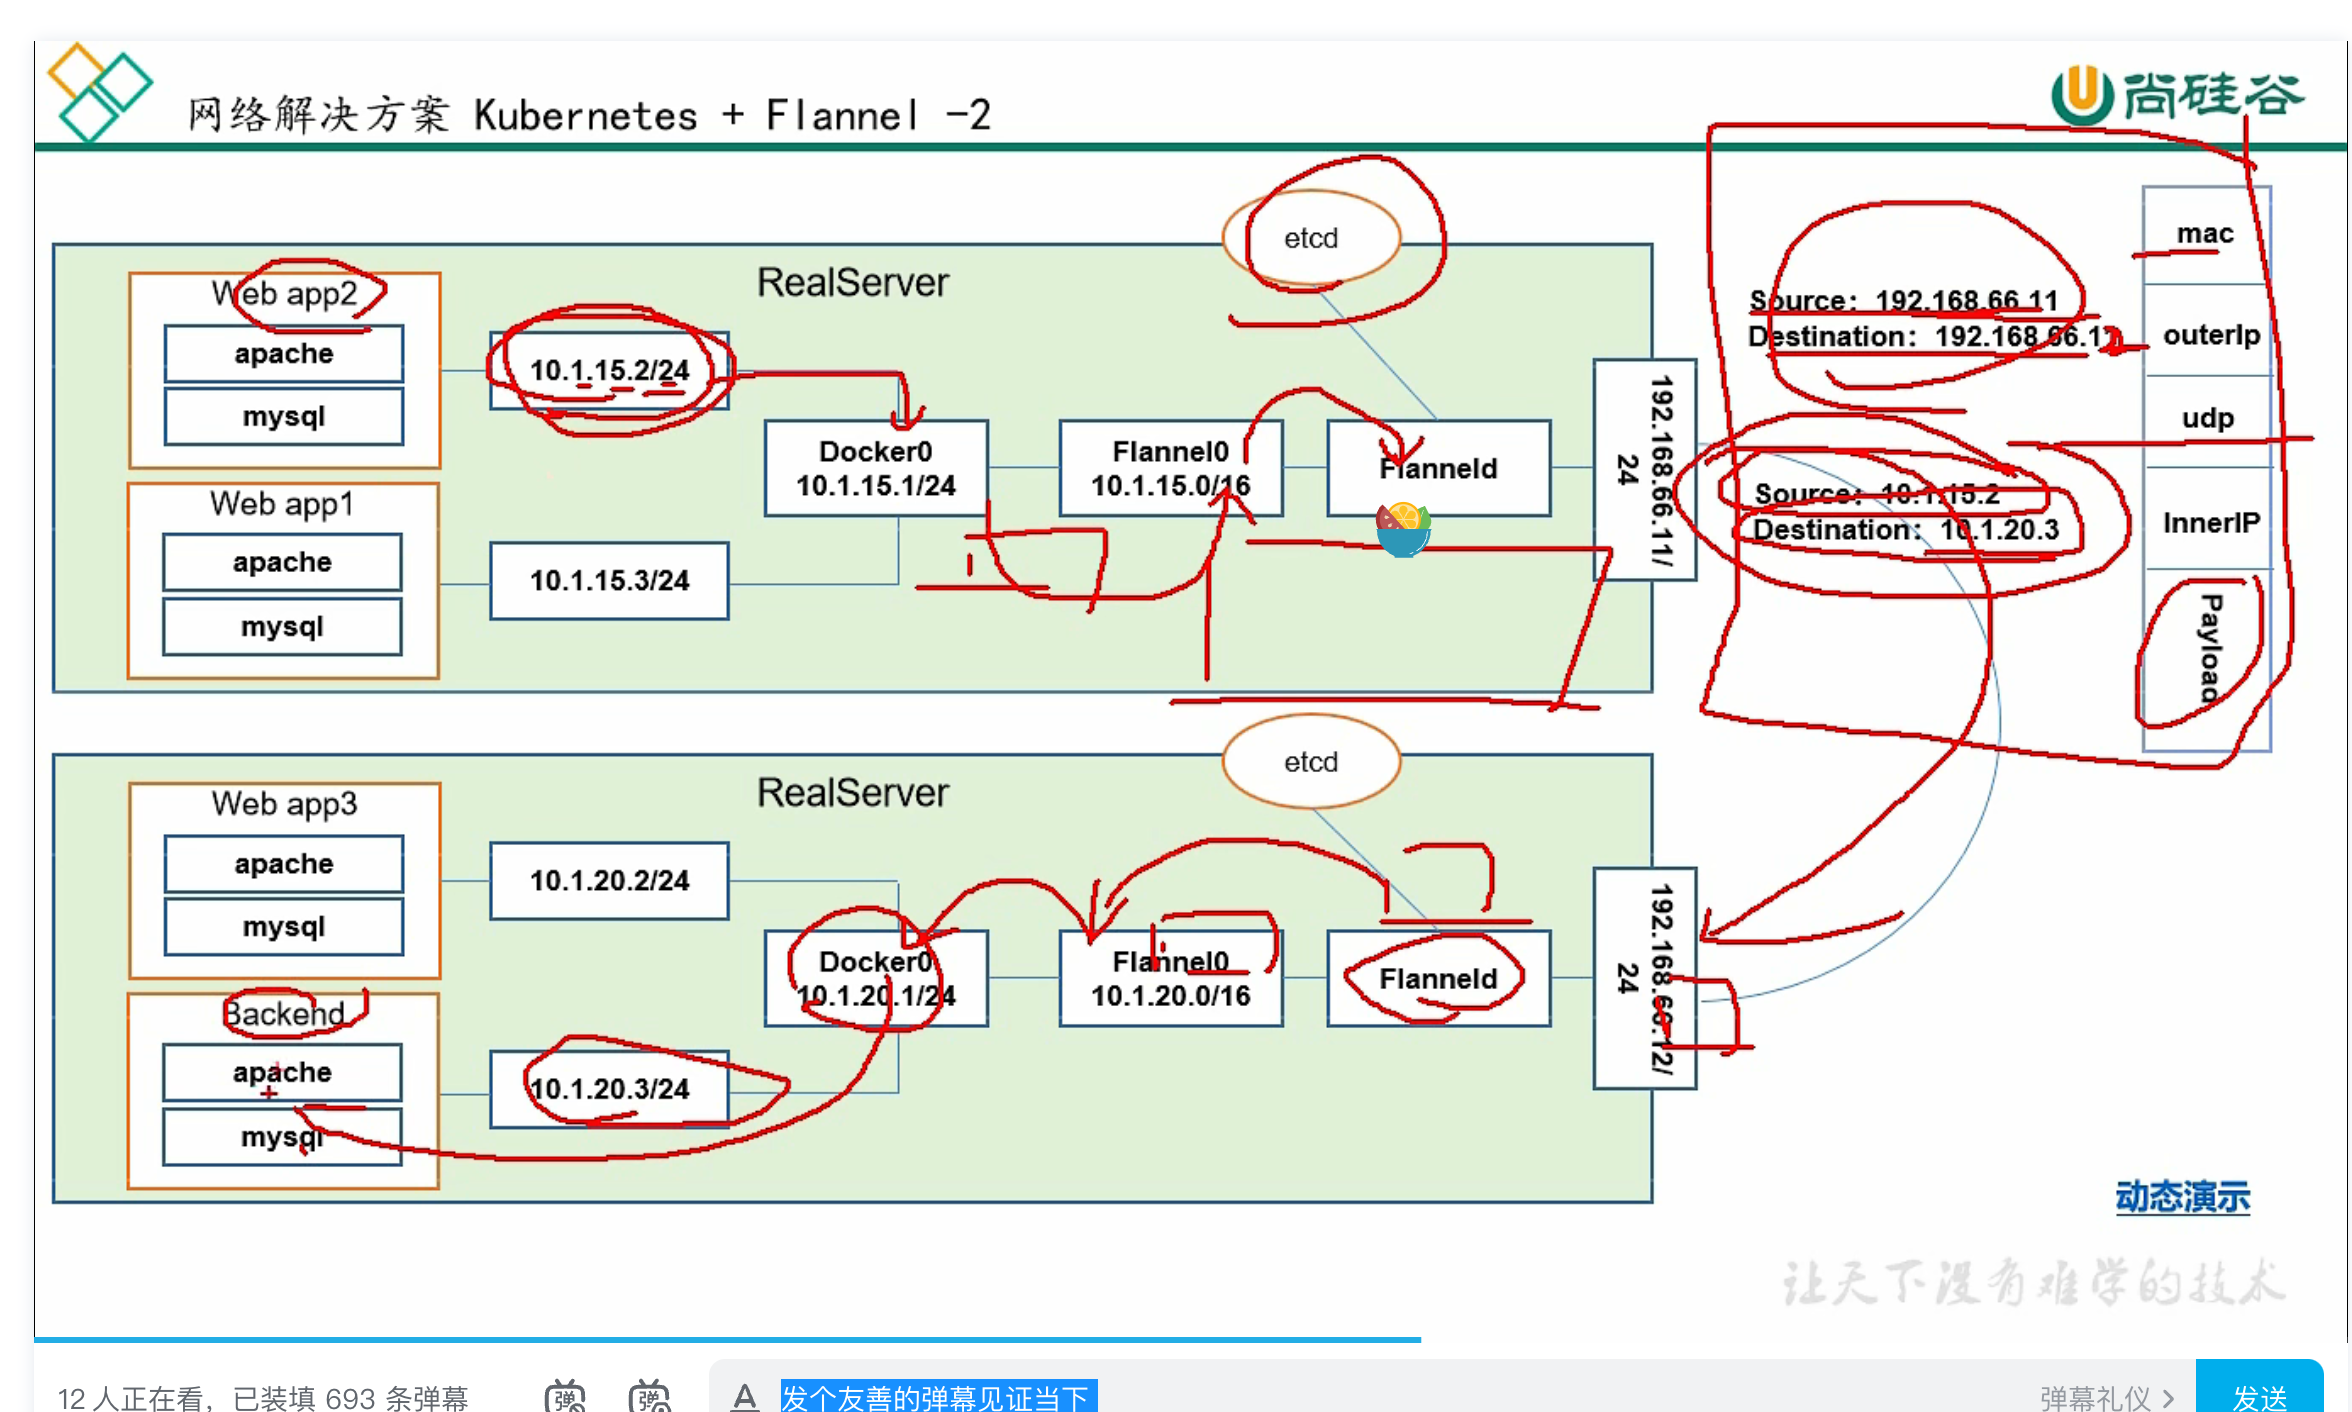 网络解决方案 Kubernetes + Flannel -2
尚硅谷
etcd
RealServer
Web app2
apache
mysql
10.1.15.2/24
Web app1
apache
mysql
10.1.15.3/24
Docker0
10.1.15.1/24
Flannel0
10.1.15.0/16
Flanneld
192.168.66.11/
24
Source: 192.168.66.11
Destination: 192.168.66.12
Source: 10.1.15.2
Destination: 10.1.20.3
mac
outerIp
udp
InnerIP
Payload
etcd
RealServer
Web app3
apache
mysql
10.1.20.2/24
Backend
apache
mysql
10.1.20.3/24
Docker0
10.1.20.1/24
Flannel0
10.1.20.0/16
Flanneld
192.168.66.12/
24
动态演示
让天下没有难学的技术
12 人正在看，已装填 693 条弹幕
弹
弹
A
发个友善的弹幕见证当下
弹幕礼仪
发送